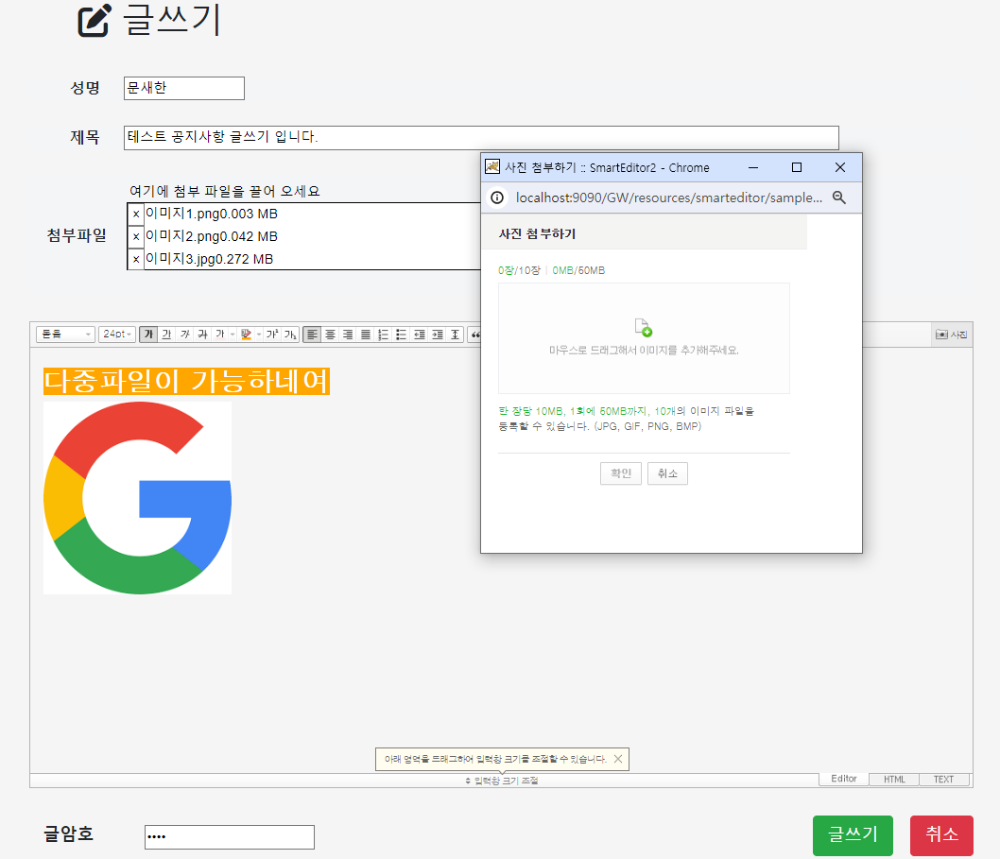 글쓰기
성명 문새한
제목 테스트 공지사항 글쓰기 입니다.
여기에 첨부 파일을 끌어 오세요
첨부파일
x 이미지1.png0.003 MB
x 이미지2.png0.042 MB
x 이미지3.jpg0.272 MB
사진 첨부하기 :: SmartEditor2 - Chrome
localhost:9090/GW/resources/smarteditor/sample...
사진 첨부하기
0장/10장 | 0MB/50MB
마우스로 드래그해서 이미지를 추가해주세요.
한 장당 10MB, 1회에 50MB까지, 10개의 이미지 파일을
등록할 수 있습니다. (JPG, GIF, PNG, BMP)
확인 취소
돋움 24pt 가 가 가 가 가 가² 가₁ 사진
다중파일이 가능하네여
아래 영역을 드래그하여 입력창 크기를 조절할 수 있습니다.
입력창 크기 조절
Editor HTML TEXT
글암호 ••••
글쓰기 취소